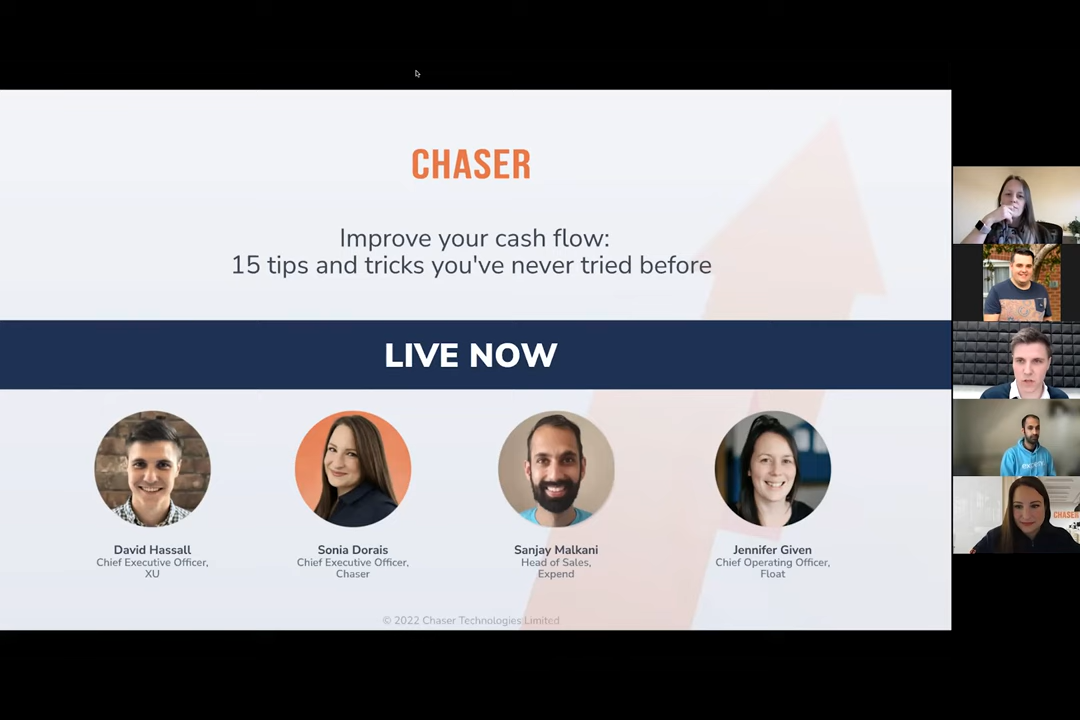 CHASER
Improve your cash flow:
15 tips and tricks you've never tried before
LIVE NOW
David Hassall
Chief Executive Officer,
XU
Sonia Dorais
Chief Executive Officer,
Chaser
Sanjay Malkani
Head of Sales,
Expend
Jennifer Given
Chief Operating Officer,
Float
© 2022 Chaser Technologies Limited
CHASER